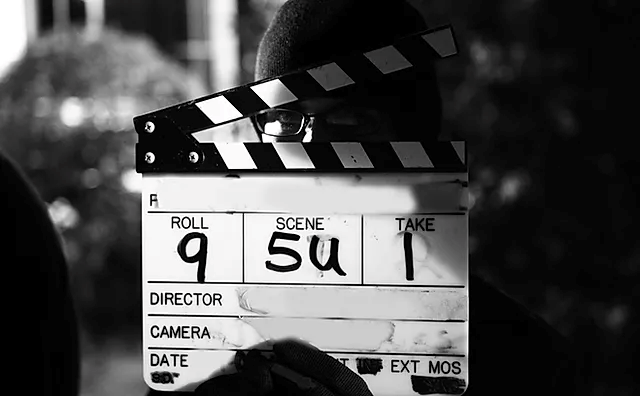 ROLL SCENE TAKE
9 5U 1
DIRECTOR
CAMERA
DATE EXT MOS